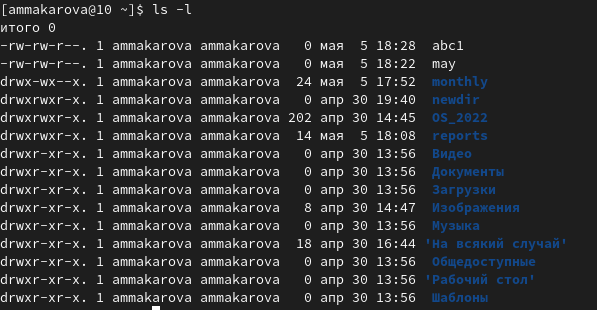 [ammakarova@10 ~]$ ls -l
итого 0
-rw-rw-r--. 1 ammakarova ammakarova   0 мая  5 18:28  abc1
-rw-rw-r--. 1 ammakarova ammakarova   0 мая  5 18:22  may
drwx-wx--x. 1 ammakarova ammakarova  24 мая  5 17:52  monthly
drwxrwxr-x. 1 ammakarova ammakarova   0 апр 30 19:40  newdir
drwxrwxr-x. 1 ammakarova ammakarova 202 апр 30 14:45  OS_2022
drwxrwxr-x. 1 ammakarova ammakarova  14 мая  5 18:08  reports
drwxr-xr-x. 1 ammakarova ammakarova   0 апр 30 13:56  Видео
drwxr-xr-x. 1 ammakarova ammakarova   0 апр 30 13:56  Документы
drwxr-xr-x. 1 ammakarova ammakarova   0 апр 30 13:56  Загрузки
drwxr-xr-x. 1 ammakarova ammakarova   8 апр 30 14:47  Изображения
drwxr-xr-x. 1 ammakarova ammakarova   0 апр 30 13:56  Музыка
drwxr-xr-x. 1 ammakarova ammakarova  18 апр 30 16:44 'На всякий случай'
drwxr-xr-x. 1 ammakarova ammakarova   0 апр 30 13:56  Общедоступные
drwxr-xr-x. 1 ammakarova ammakarova   0 апр 30 13:56 'Рабочий стол'
drwxr-xr-x. 1 ammakarova ammakarova   0 апр 30 13:56  Шаблоны